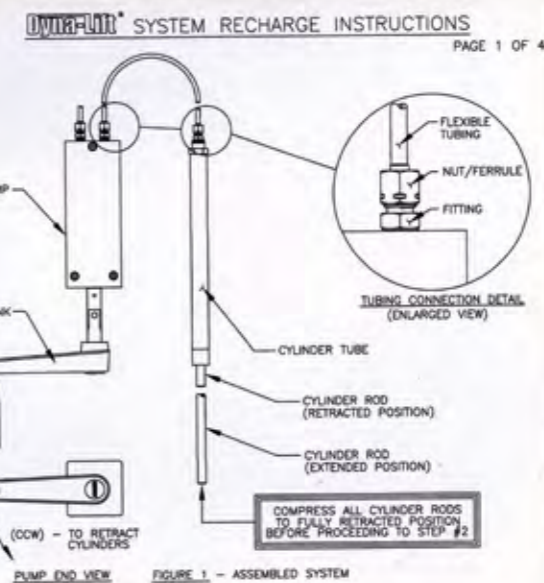 Dyna-Lift® SYSTEM RECHARGE INSTRUCTIONS
PAGE 1 OF 4
FLEXIBLE
TUBING
NUT/FERRULE
FITTING
TUBING CONNECTION DETAIL
(ENLARGED VIEW)
CYLINDER TUBE
CYLINDER ROD
(RETRACTED POSITION)
CYLINDER ROD
(EXTENDED POSITION)
COMPRESS ALL CYLINDER RODS
TO FULLY RETRACTED POSITION
BEFORE PROCEEDING TO STEP #2
(CCW) - TO RETRACT
CYLINDERS
PUMP END VIEW
FIGURE 1 - ASSEMBLED SYSTEM